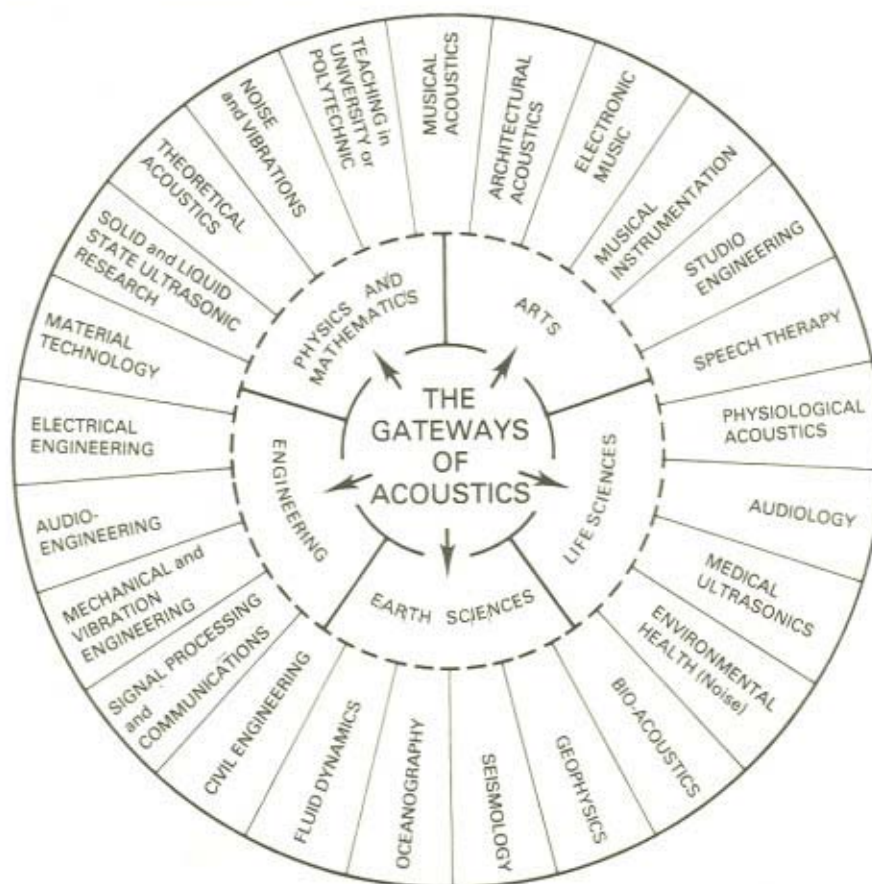 THE
GATEWAYS
OF
ACOUSTICS
PHYSICS AND
MATHEMATICS
ARTS
LIFE SCIENCES
EARTH SCIENCES
ENGINEERING
MUSICAL
ACOUSTICS
ARCHITECTURAL
ACOUSTICS
ELECTRONIC
MUSIC
MUSICAL
INSTRUMENTATION
STUDIO
ENGINEERING
SPEECH THERAPY
PHYSIOLOGICAL
ACOUSTICS
AUDIOLOGY
MEDICAL
ULTRASONICS
ENVIRONMENTAL
HEALTH (Noise)
BIO-ACOUSTICS
GEOPHYSICS
SEISMOLOGY
OCEANOGRAPHY
FLUID DYNAMICS
CIVIL ENGINEERING
SIGNAL PROCESSING
and
COMMUNICATIONS
MECHANICAL and
VIBRATION
ENGINEERING
AUDIO-
ENGINEERING
ELECTRICAL
ENGINEERING
MATERIAL
TECHNOLOGY
SOLID and LIQUID
STATE ULTRASONIC
RESEARCH
THEORETICAL
ACOUSTICS
NOISE
and VIBRATIONS
TEACHING in
UNIVERSITY or
POLYTECHNIC